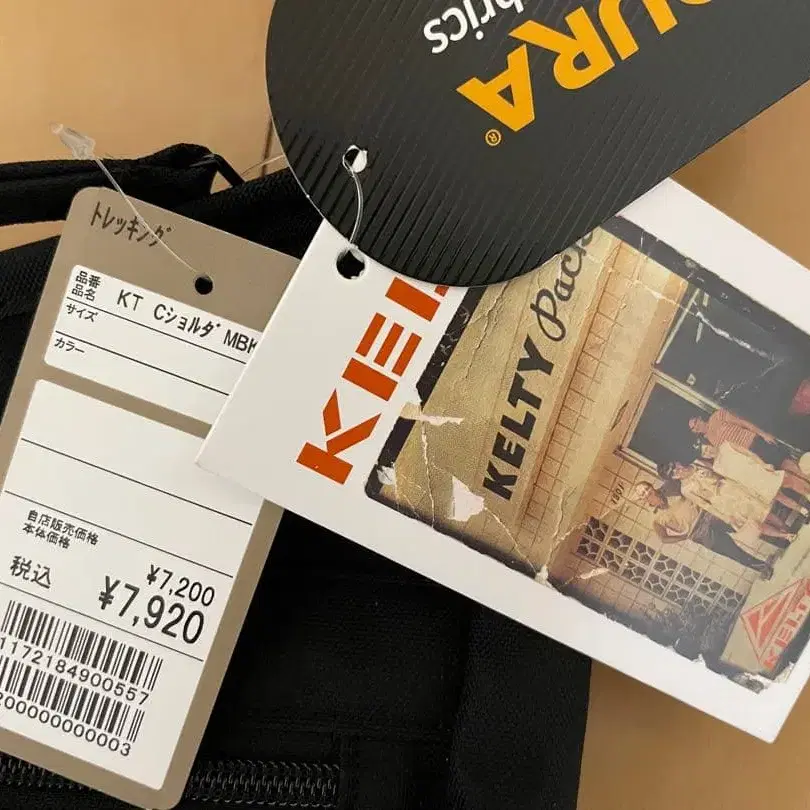 URA
®
brics
トレッキング
品番
品名
KT Cショルダ MBK
サイズ
カラー
自店販売価格
本体価格
¥7,200
税込
¥7,920
1172184900557
200000000003
KEL
KELTY Pack
KELTY